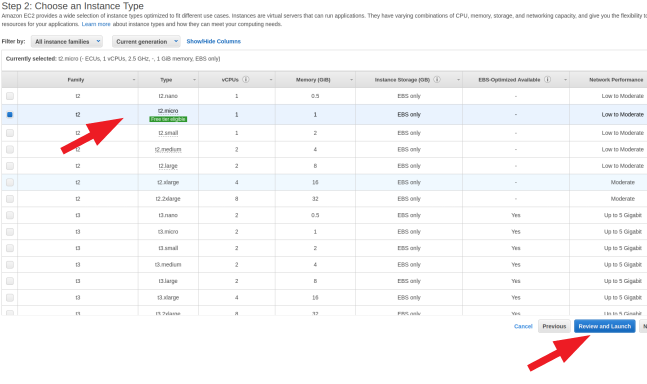 Step 2: Choose an Instance Type
Amazon EC2 provides a wide selection of instance types optimized to fit different use cases. Instances are virtual servers that can run applications. They have varying combinations of CPU, memory, storage, and networking capacity, and give you the flexibility to
resources for your applications. Learn more about instance types and how they can meet your computing needs.
Filter by: All instance families Current generation Show/Hide Columns
Currently selected: t2.micro (- ECUs, 1 vCPUs, 2.5 GHz, -, 1 GiB memory, EBS only)
Family Type vCPUs Memory (GiB) Instance Storage (GB) EBS-Optimized Available Network Performance
t2 t2.nano 1 0.5 EBS only - Low to Moderate
t2 t2.micro 1 1 EBS only - Low to Moderate
Free tier eligible
t2 t2.small 1 2 EBS only - Low to Moderate
t2 t2.medium 2 4 EBS only - Low to Moderate
t2 t2.large 2 8 EBS only - Low to Moderate
t2 t2.xlarge 4 16 EBS only - Moderate
t2 t2.2xlarge 8 32 EBS only - Moderate
t3 t3.nano 2 0.5 EBS only Yes Up to 5 Gigabit
t3 t3.micro 2 1 EBS only Yes Up to 5 Gigabit
t3 t3.small 2 2 EBS only Yes Up to 5 Gigabit
t3 t3.medium 2 4 EBS only Yes Up to 5 Gigabit
t3 t3.large 2 8 EBS only Yes Up to 5 Gigabit
t3 t3.xlarge 4 16 EBS only Yes Up to 5 Gigabit
t3 t3.2xlarge 8 32 EBS only Yes Up to 5 Gigabit
Cancel Previous Review and Launch N